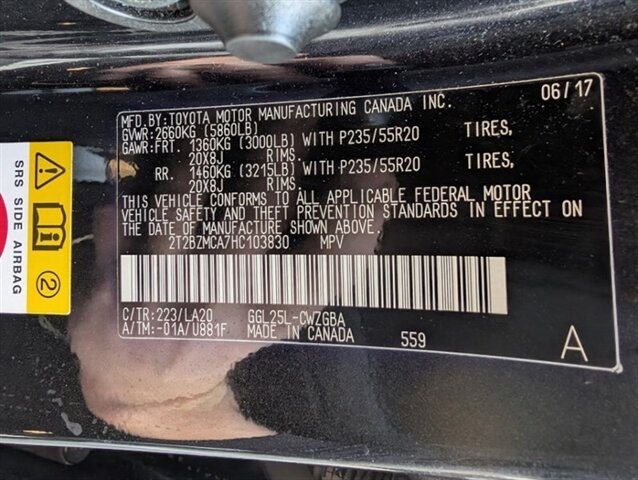 MFD.BY:TOYOTA MOTOR MANUFACTURING CANADA INC. 06/17
GVWR:2660KG (5860LB)
GAWR:FRT. 1360KG (3000LB) WITH P235/55R20 TIRES,
20X8J RIMS.
RR. 1460KG (3215LB) WITH P235/55R20 TIRES,
20X8J RIMS.
THIS VEHICLE CONFORMS TO ALL APPLICABLE FEDERAL MOTOR
VEHICLE SAFETY AND THEFT PREVENTION STANDARDS IN EFFECT ON
THE DATE OF MANUFACTURE SHOWN ABOVE.
2T2BZMCA7HC103830 MPV
C/TR:223/LA20 GGL25L-CWZGBA
A/TM:-01A/U881F MADE IN CANADA 559 A
SRS SIDE AIRBAG
2